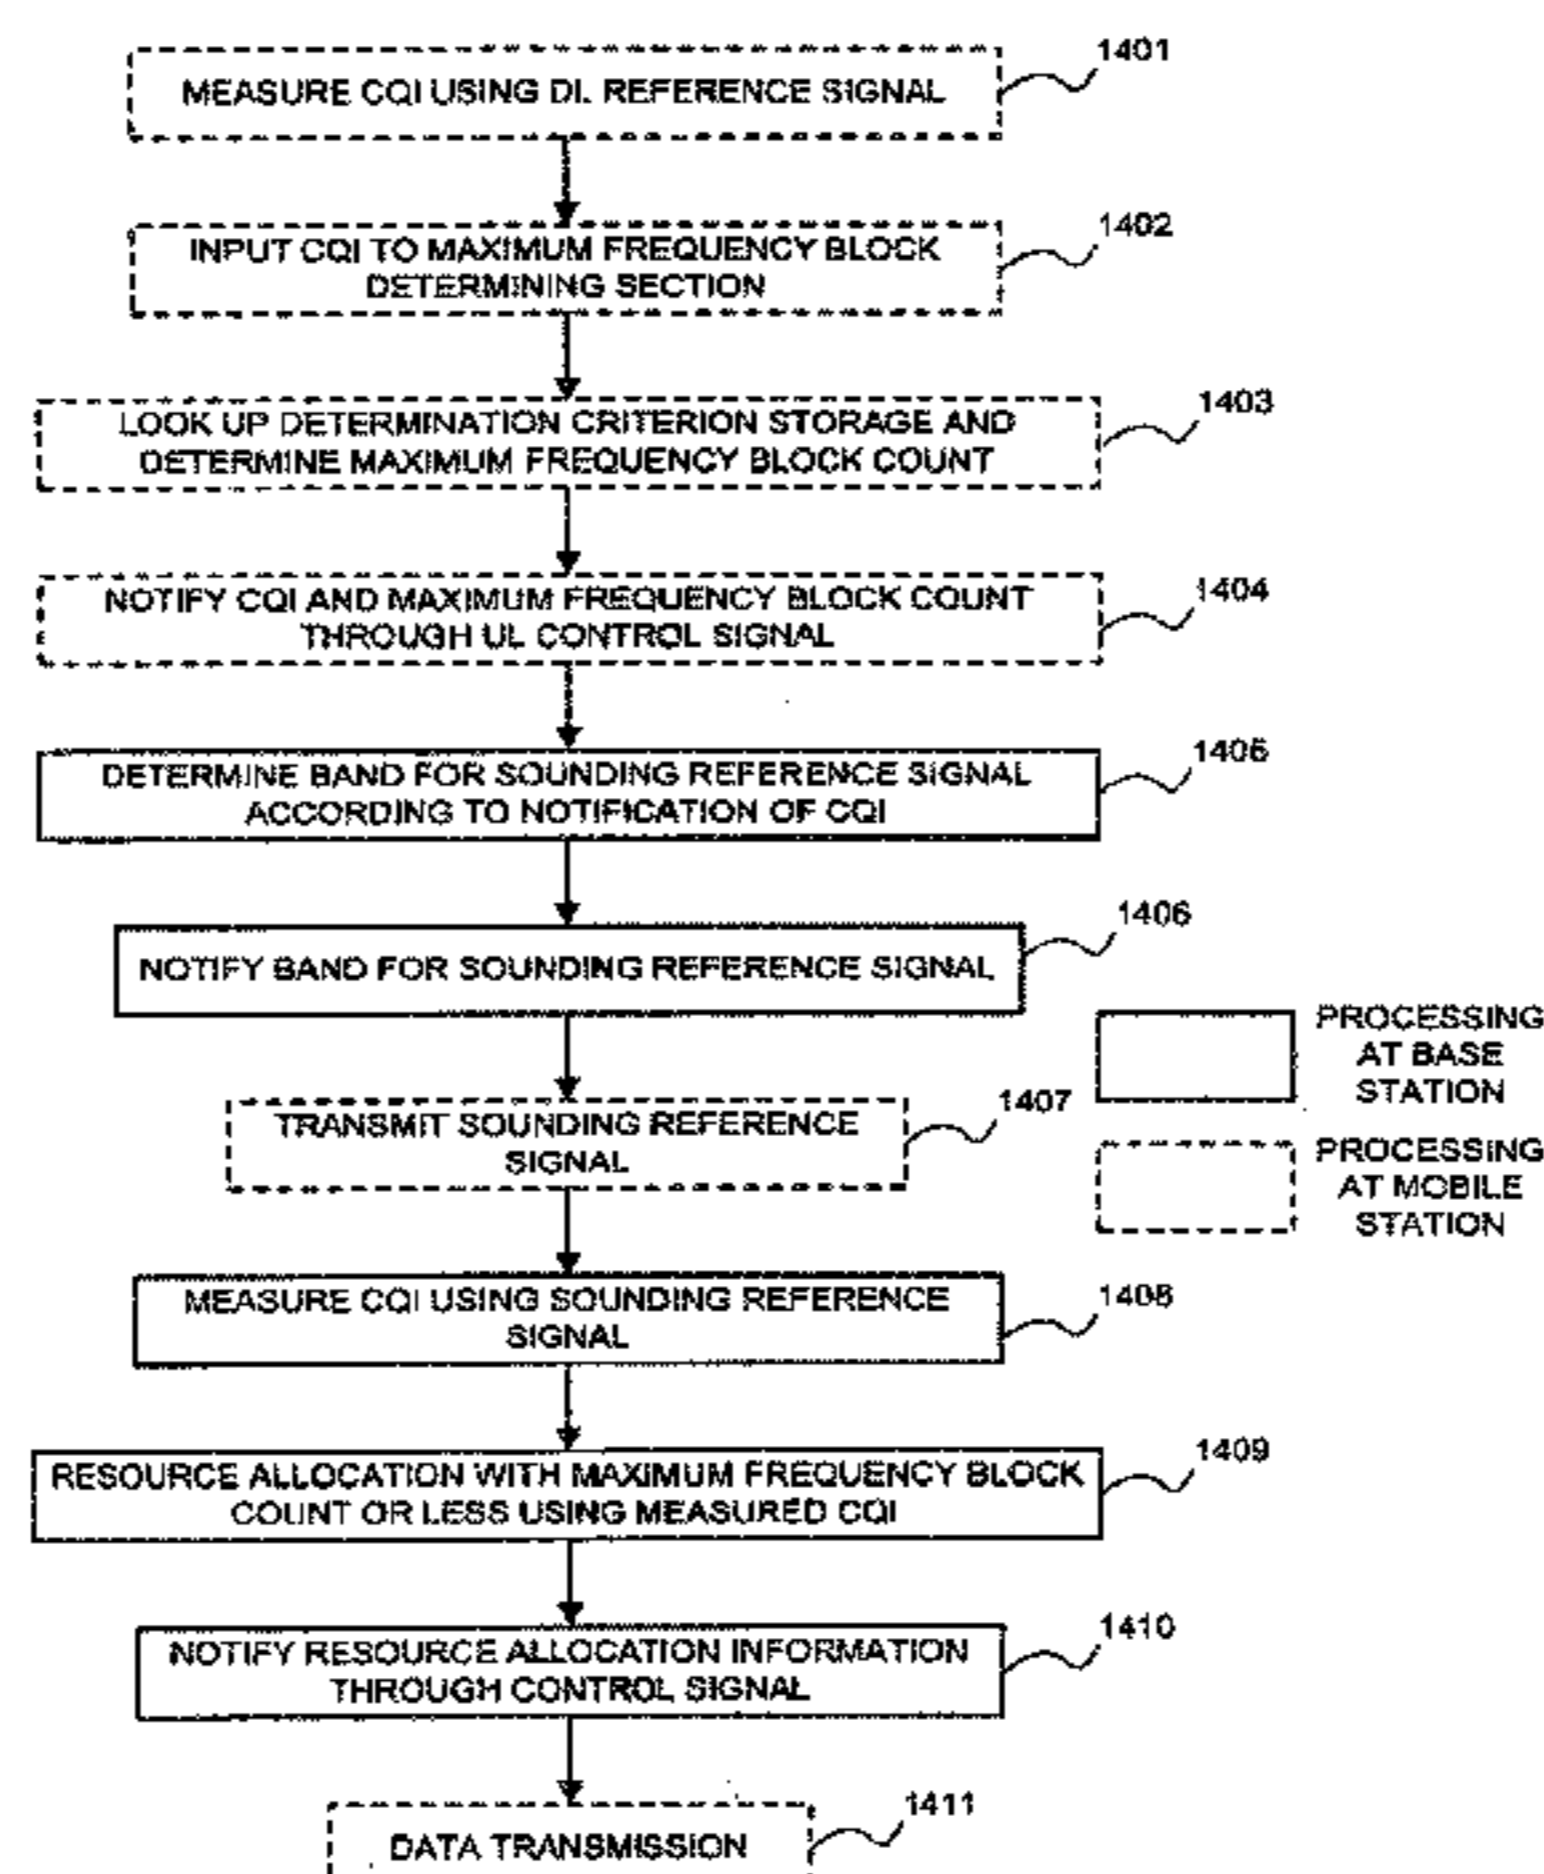 1401
MEASURE CQI USING DL REFERENCE SIGNAL
1402
INPUT CQI TO MAXIMUM FREQUENCY BLOCK
DETERMINING SECTION
1403
LOOK UP DETERMINATION CRITERION STORAGE AND
DETERMINE MAXIMUM FREQUENCY BLOCK COUNT
1404
NOTIFY CQI AND MAXIMUM FREQUENCY BLOCK COUNT
THROUGH UL CONTROL SIGNAL
1405
DETERMINE BAND FOR SOUNDING REFERENCE SIGNAL
ACCORDING TO NOTIFICATION OF CQI
1406
NOTIFY BAND FOR SOUNDING REFERENCE SIGNAL
PROCESSING
AT BASE
STATION
1407
TRANSMIT SOUNDING REFERENCE
SIGNAL
PROCESSING
AT MOBILE
STATION
1408
MEASURE CQI USING SOUNDING REFERENCE
SIGNAL
1409
RESOURCE ALLOCATION WITH MAXIMUM FREQUENCY BLOCK
COUNT OR LESS USING MEASURED CQI
1410
NOTIFY RESOURCE ALLOCATION INFORMATION
THROUGH CONTROL SIGNAL
1411
DATA TRANSMISSION